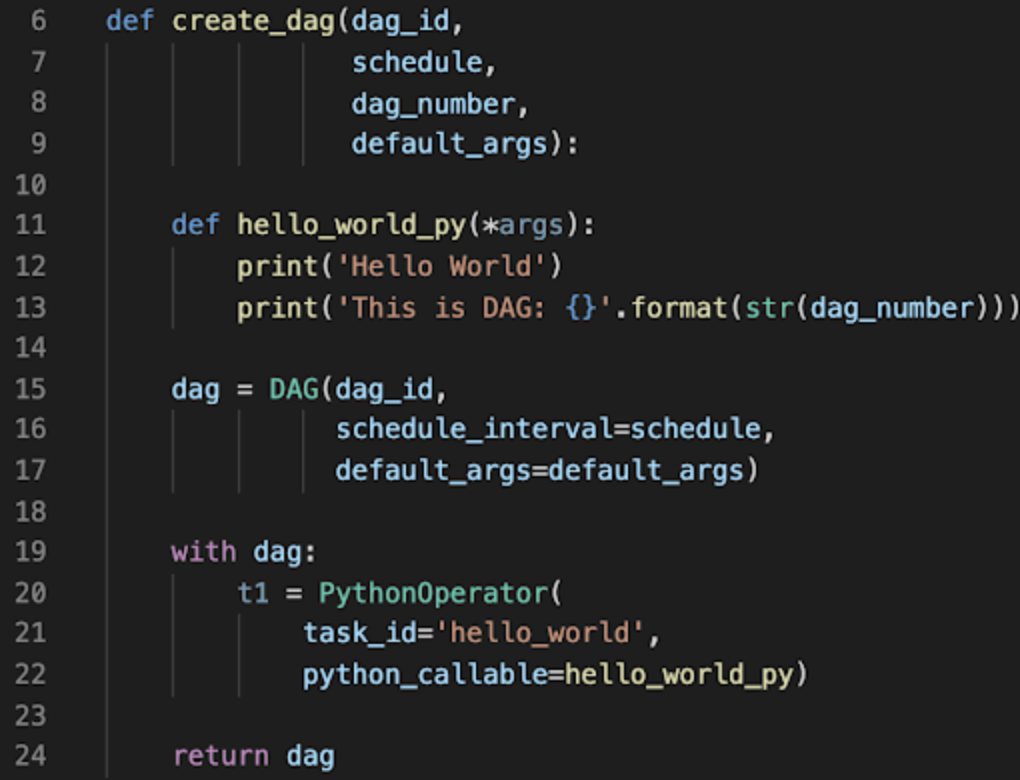 6 def create_dag(dag_id,
7 schedule,
8 dag_number,
9 default_args):
10
11 def hello_world_py(*args):
12 print('Hello World')
13 print('This is DAG: {}'.format(str(dag_number)))
14
15 dag = DAG(dag_id,
16 schedule_interval=schedule,
17 default_args=default_args)
18
19 with dag:
20 t1 = PythonOperator(
21 task_id='hello_world',
22 python_callable=hello_world_py)
23
24 return dag